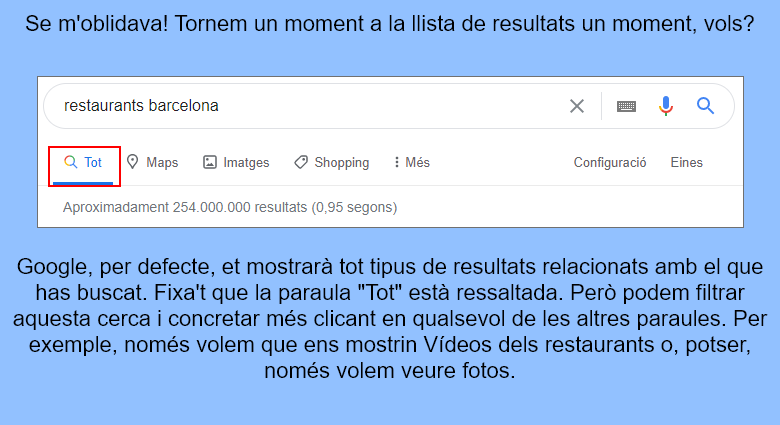 Se m'oblidava! Tornem un moment a la llista de resultats un moment, vols?
restaurants barcelona
Tot Maps Imatges Shopping Més Configuració Eines
Aproximadament 254.000.000 resultats (0,95 segons)
Google, per defecte, et mostrarà tot tipus de resultats relacionats amb el que
has buscat. Fixa't que la paraula "Tot" està ressaltada. Però podem filtrar
aquesta cerca i concretar més clicant en qualsevol de les altres paraules. Per
exemple, només volem que ens mostrin Vídeos dels restaurants o, potser,
només volem veure fotos.